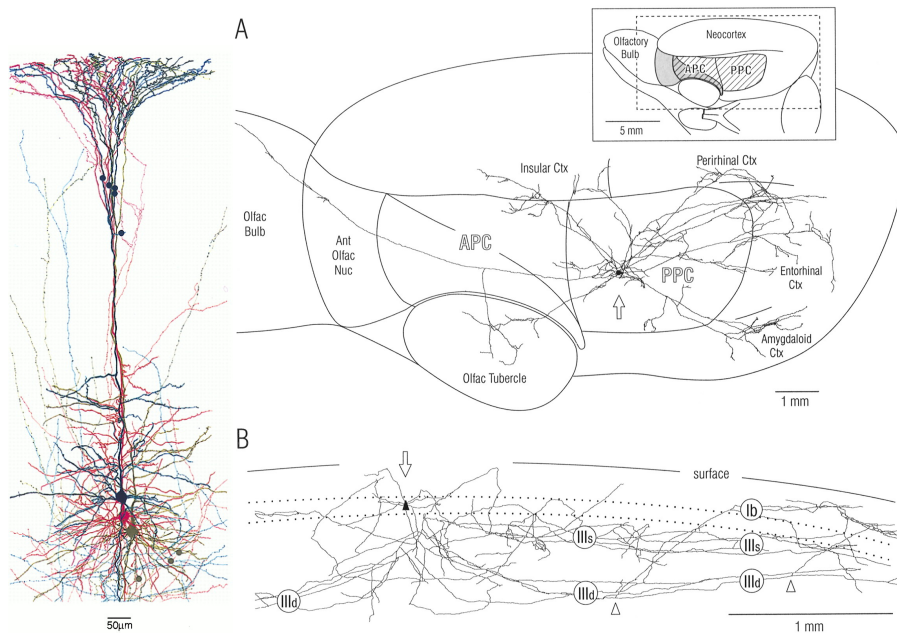 50μm
A
Olfactory
Bulb
Neocortex
APC
PPC
5 mm
Insular Ctx
Perirhinal Ctx
Olfac
Bulb
Ant
Olfac
Nuc
APC
PPC
Entorhinal
Ctx
Amygdaloid
Ctx
Olfac Tubercle
1 mm
B
surface
Ib
IIIs
IIIs
IIId
IIId
IIId
1 mm